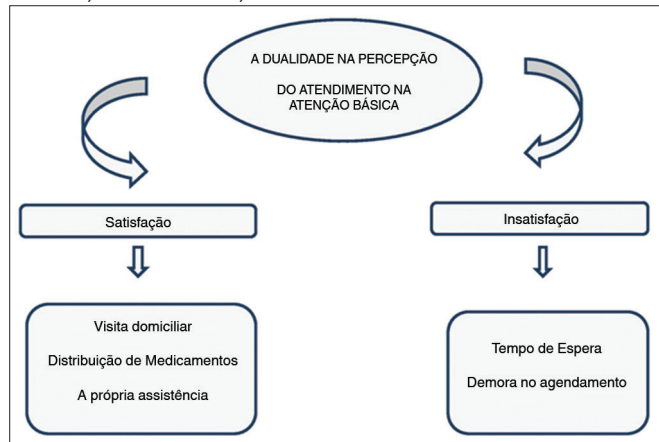 A DUALIDADE NA PERCEPÇÃO
DO ATENDIMENTO NA
ATENÇÃO BÁSICA
Satisfação
Insatisfação
Visita domiciliar
Distribuição de Medicamentos
A própria assistência
Tempo de Espera
Demora no agendamento